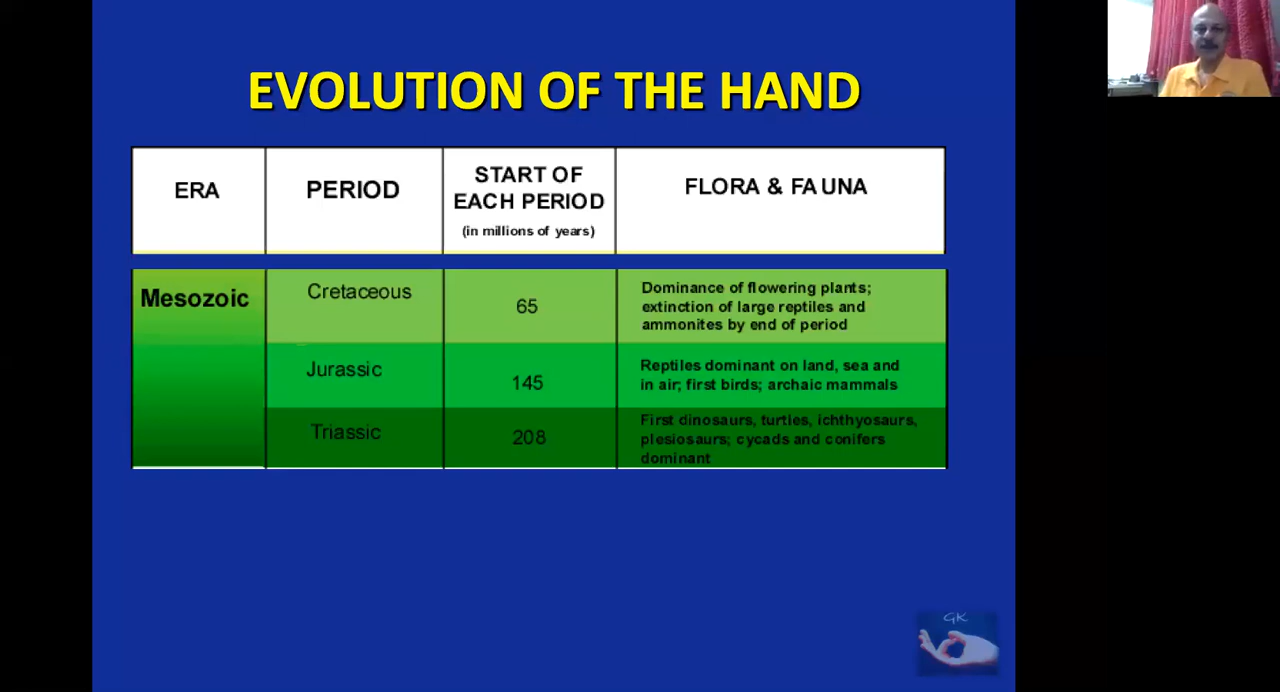 EVOLUTION OF THE HAND
ERA
PERIOD
START OF
EACH PERIOD
(in millions of years)
FLORA & FAUNA
Mesozoic
Cretaceous
65
Dominance of flowering plants;
extinction of large reptiles and
ammonites by end of period
Jurassic
145
Reptiles dominant on land, sea and
in air; first birds; archaic mammals
Triassic
208
First dinosaurs, turtles, ichthyosaurs,
plesiosaurs; cycads and conifers
dominant
GK